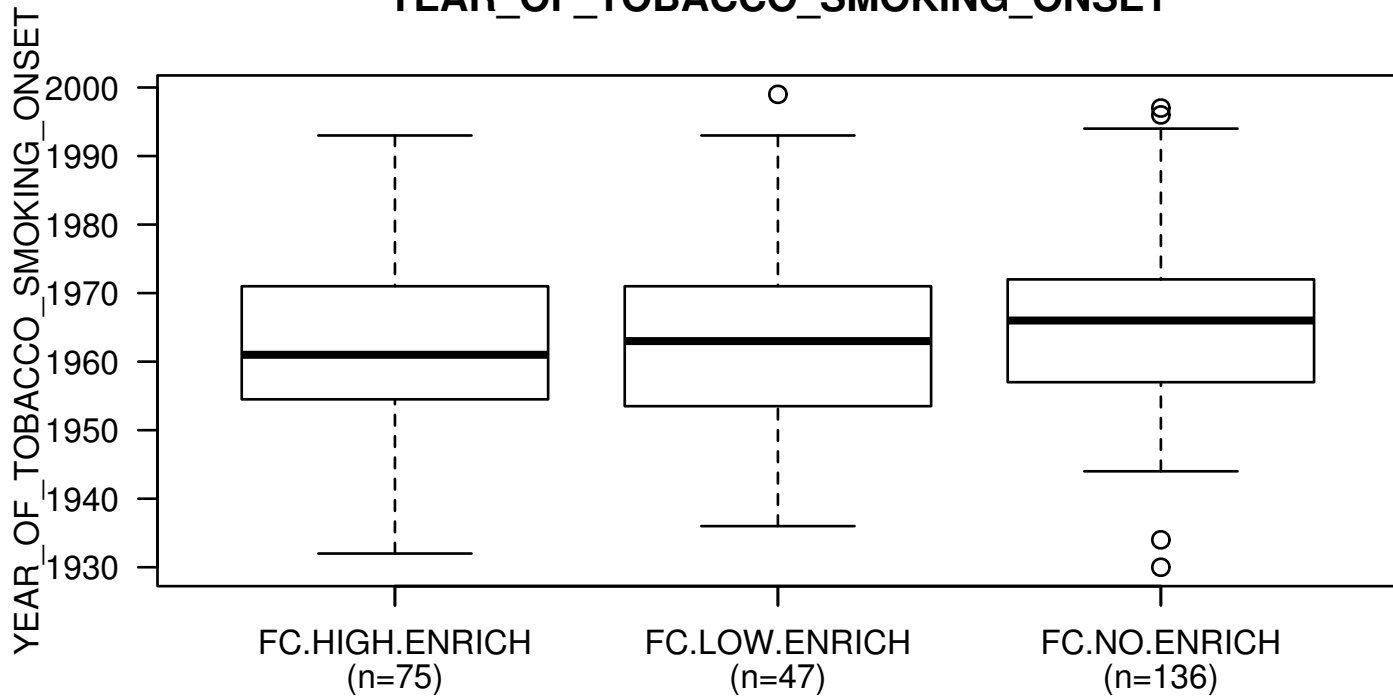 YEAR_OF_TOBACCO_SMOKING_ONSET
YEAR_OF_TOBACCO_SMOKING_ONSET
2000
1990
1980
1970
1960
1950
1940
1930
FC.HIGH.ENRICH
(n=75)
FC.LOW.ENRICH
(n=47)
FC.NO.ENRICH
(n=136)